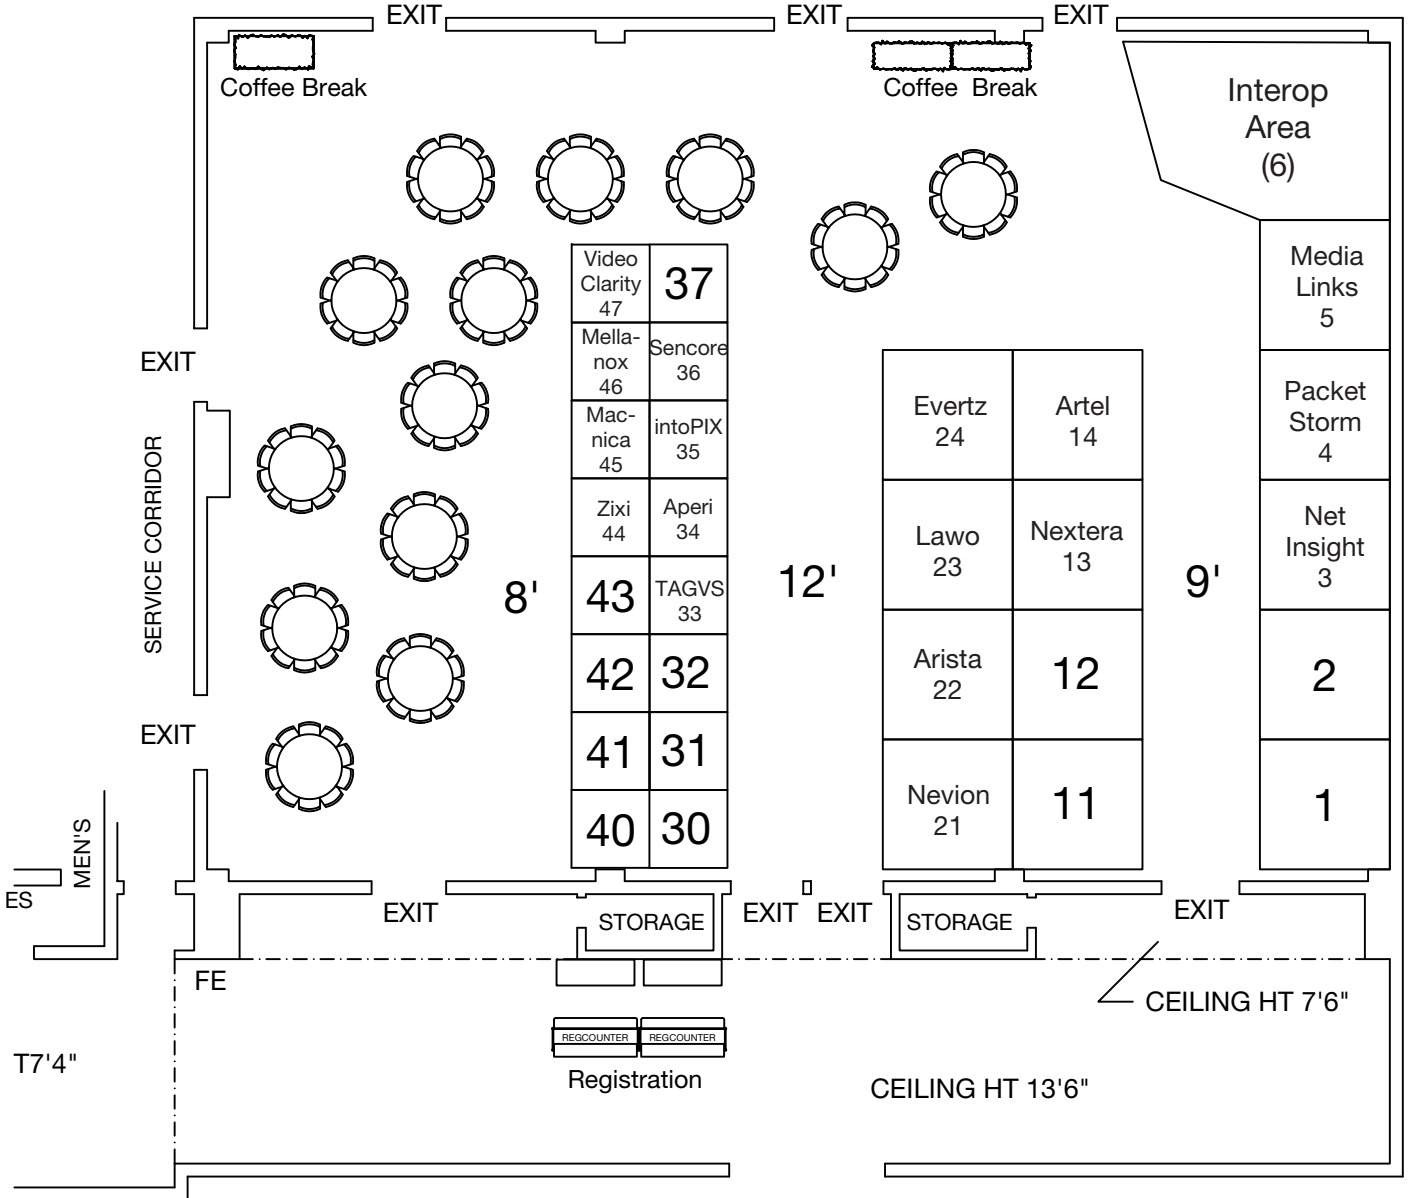 EXIT
EXIT
EXIT
Coffee Break
Coffee Break
Interop
Area
(6)
Video
Clarity
47
37
Media
Links
5
EXIT
Mella-
nox
46
Sencore
36
Mac-
nica
45
intoPIX
35
Evertz
24
Artel
14
Packet
Storm
4
SERVICE CORRIDOR
Zixi
44
Aperi
34
Lawo
23
Nextera
13
Net
Insight
3
8'
43
TAGVS
33
12'
9'
42
32
Arista
22
12
2
EXIT
41
31
40
30
Nevion
21
11
1
MEN'S
ES
EXIT
STORAGE
EXIT
EXIT
STORAGE
EXIT
FE
CEILING HT 7'6"
REGCOUNTER
REGCOUNTER
Registration
T7'4"
CEILING HT 13'6"